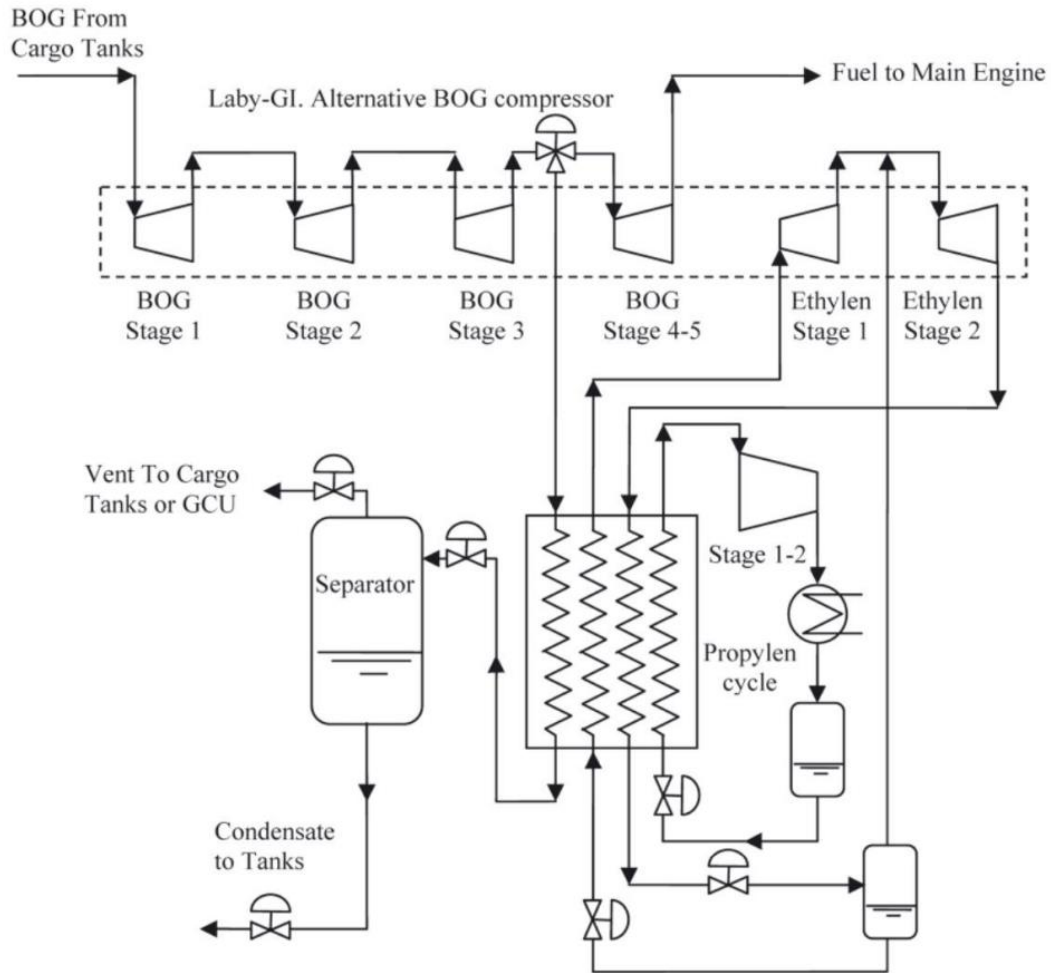 BOG From
Cargo Tanks
Fuel to Main Engine
Laby-GI. Alternative BOG compressor
BOG
Stage 1
BOG
Stage 2
BOG
Stage 3
BOG
Stage 4-5
Ethylen
Stage 1
Ethylen
Stage 2
Vent To Cargo
Tanks or GCU
Separator
Stage 1-2
Propylen
cycle
Condensate
to Tanks